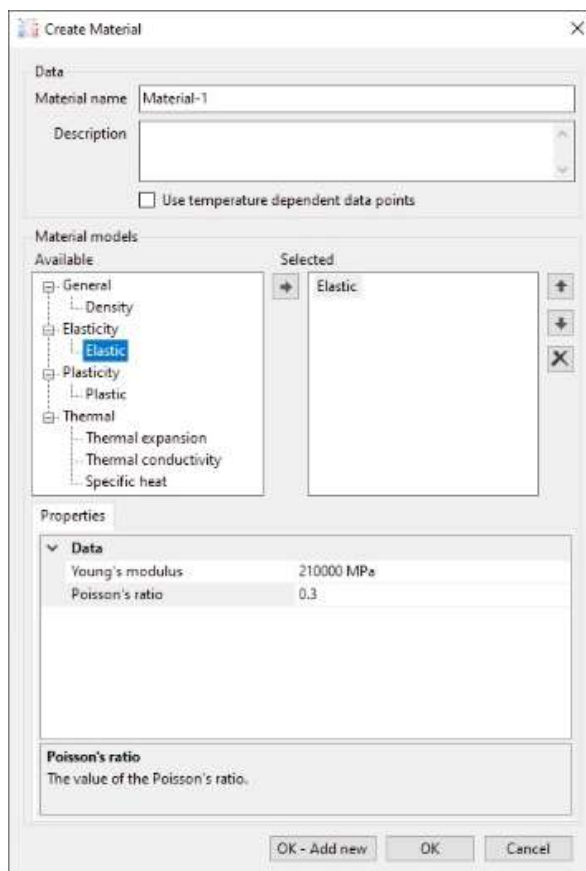 Create Material
Data
Material name Material-1
Description
Use temperature dependent data points
Material models
Available Selected
General Elastic
Density
Elasticity
Elastic
Plasticity
Plastic
Thermal
Thermal expansion
Thermal conductivity
Specific heat
Properties
Data
Young's modulus 210000 MPa
Poisson's ratio 0.3
Poisson's ratio
The value of the Poisson's ratio.
OK - Add new OK Cancel